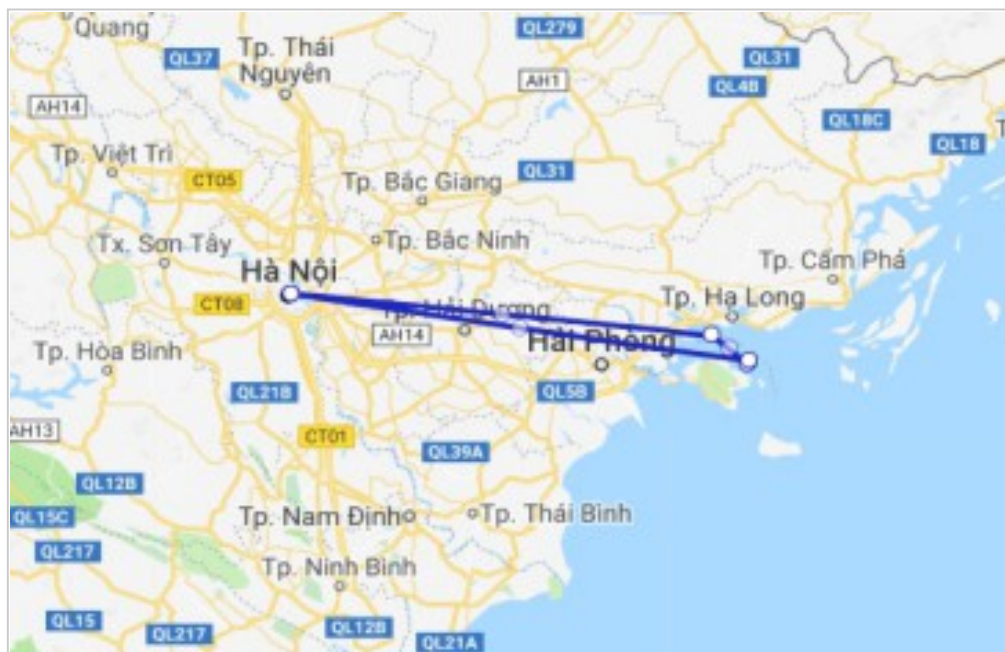 Quang
QL37
Tp. Thái
Nguyên
QL279
QL31
AH1
QL4B
AH14
QL18C
QL18
T
Tp. Việt Trì
CT05
Tp. Bắc Giang
QL31
Tx. Sơn Tây
Tp. Bắc Ninh
Hà Nội
Tp. Cẩm Phả
CT08
Tp. Hải Dương
Tp. Hạ Long
AH14
Hải Phòng
Tp. Hòa Bình
QL21B
QL5B
AH13
CT01
QL39A
QL12B
QL15C
Tp. Nam Định
Tp. Thái Bình
QL217
Tp. Ninh Bình
QL15
QL217
QL12B
QL21A